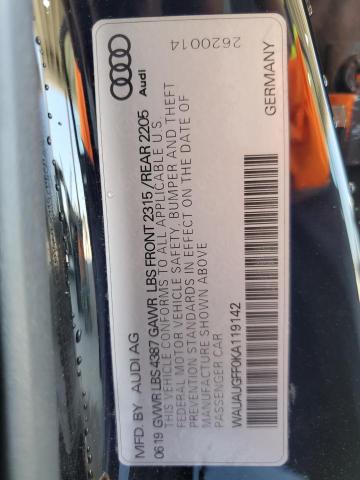 MFD. BY AUDI AG
Audi
0619 GVWR LBS 4387 GAWR LBS FRONT 2315 /REAR 2205
THIS CAR CONFORMS TO ALL APPLICABLE U.S
FEDERAL MOTOR VEHICLE SAFETY, BUMPER AND THEFT
PREVENTION STANDARDS IN EFFECT ON THE DATE OF
MANUFACTURE SHOWN ABOVE
PASSENGER CAR
2620014
WAUAUGFF0KA119142
GERMANY